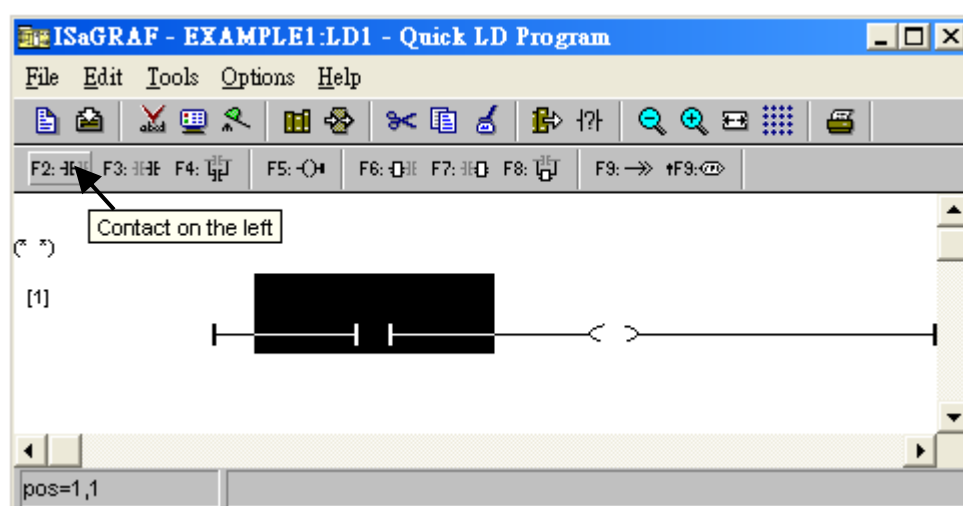 ISaGRAF - EXAMPLE1:LD1 - Quick LD Program
File Edit Tools Options Help
abcd
F2: F3: F4: F5: F6: F7: F8: F9: F9:
Contact on the left
(* *)
[1]
pos=1,1